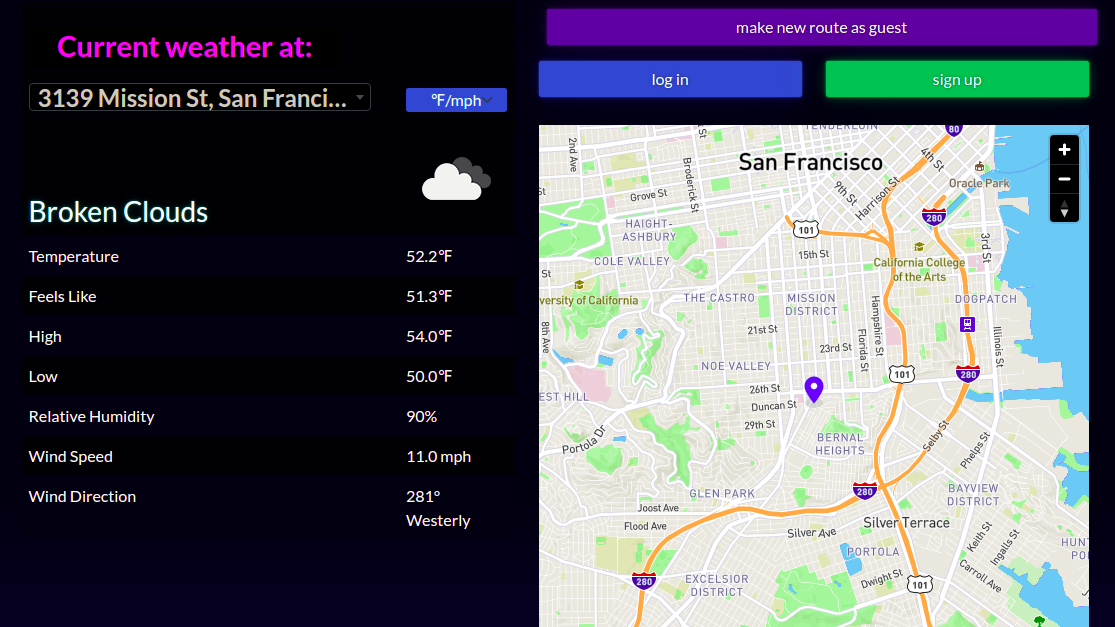 Current weather at:
3139 Mission St, San Franci...
℉/mph
Broken Clouds
Temperature 52.2℉
Feels Like 51.3℉
High 54.0℉
Low 50.0℉
Relative Humidity 90%
Wind Speed 11.0 mph
Wind Direction 281°
Westerly
make new route as guest
log in
sign up
TENDERLOIN
80
2nd Ave
St
Broderick St
San Francisco
4th St
Oracle Park
9th St
Harrison St
Grove St
St
280
HAIGHT-
ASHBURY
101
3rd St
15th St
COLE VALLEY
California College
of the Arts
St
versity of California
THE CASTRO
MISSION
DISTRICT
DOGPATCH
Hampshire St
8th Ave
21st St
Florida St
Illinois St
23rd St
NOE VALLEY
101
280
26th St
EST HILL
Duncan St
29th St
Portola Dr
BERNAL
HEIGHTS
Selby St
Phelps St
GLEN PARK
280
BAYVIEW
DISTRICT
Joost Ave
Flood Ave
Silver Ave
Silver Terrace
Keith St
Ingalls St
HUNT
PO
PORTOLA
280
EXCELSIOR
DISTRICT
Dwight St
101
Carroll Ave